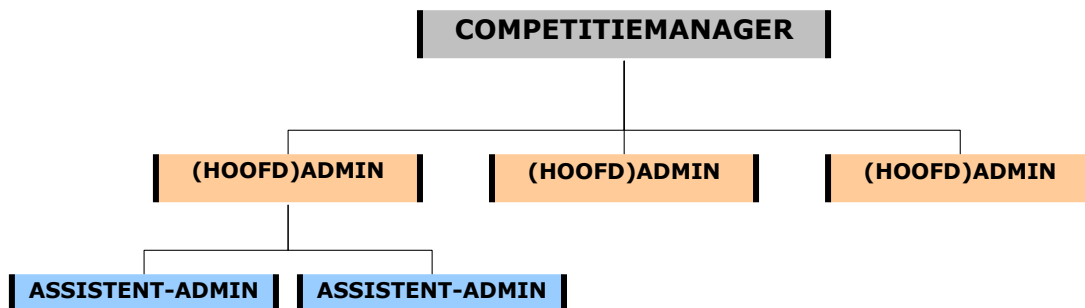 COMPETITIEMANAGER
(HOOFD)ADMIN
(HOOFD)ADMIN
(HOOFD)ADMIN
ASSISTENT-ADMIN
ASSISTENT-ADMIN